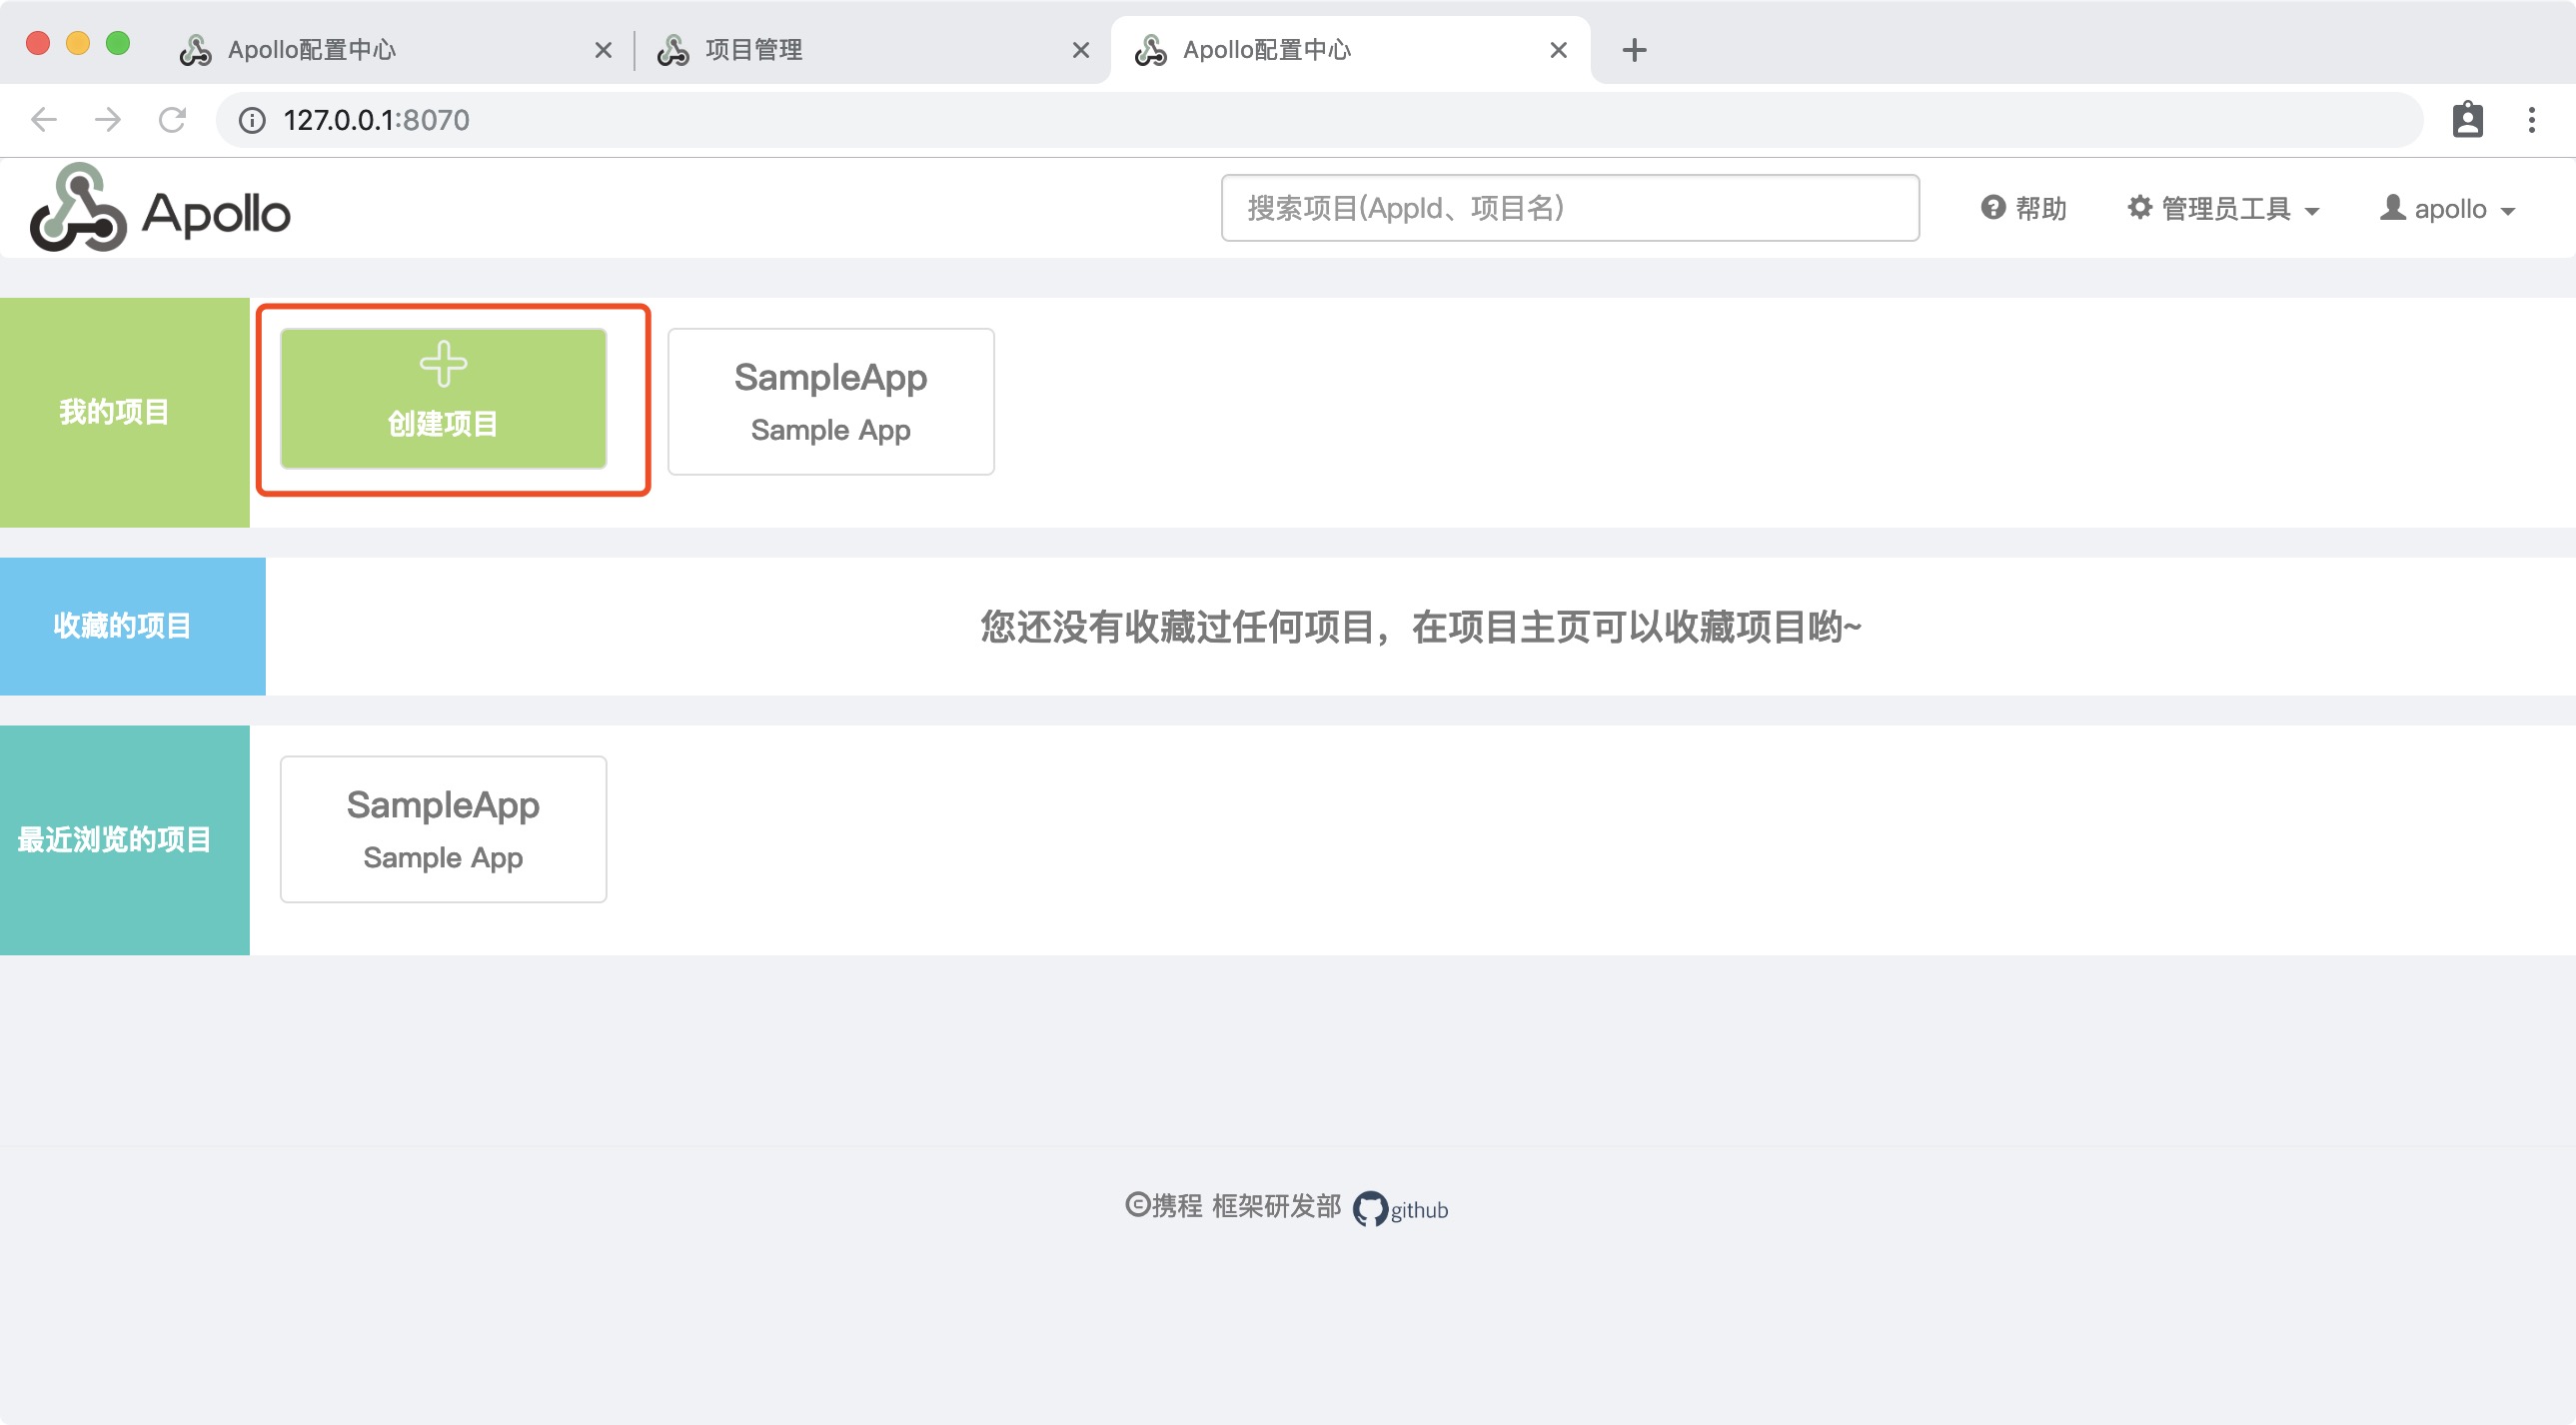 Apollo配置中心
项目管理
Apollo配置中心
127.0.0.1:8070
Apollo
搜索项目(AppId、项目名)
帮助
管理员工具
apollo
我的项目
创建项目
SampleApp
Sample App
收藏的项目
您还没有收藏过任何项目，在项目主页可以收藏项目哟~
最近浏览的项目
SampleApp
Sample App
©携程 框架研发部 github